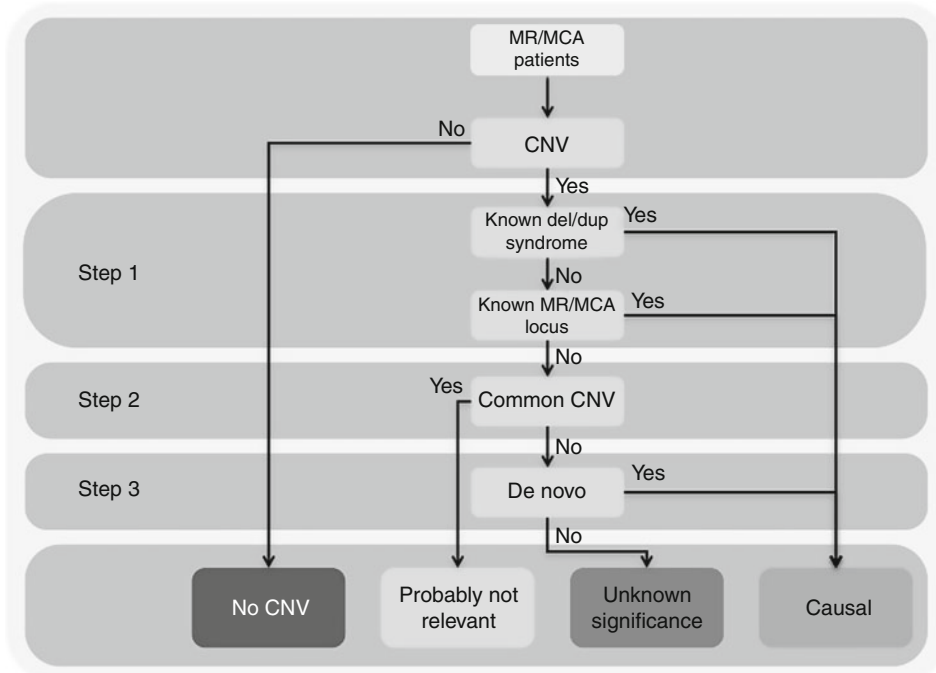 MR/MCA
patients
No
CNV
Yes
Known del/dup
syndrome
Yes
Step 1
No
Known MR/MCA
locus
Yes
No
Step 2
Yes
Common CNV
No
Step 3
De novo
Yes
No
No CNV
Probably not
relevant
Unknown
significance
Causal